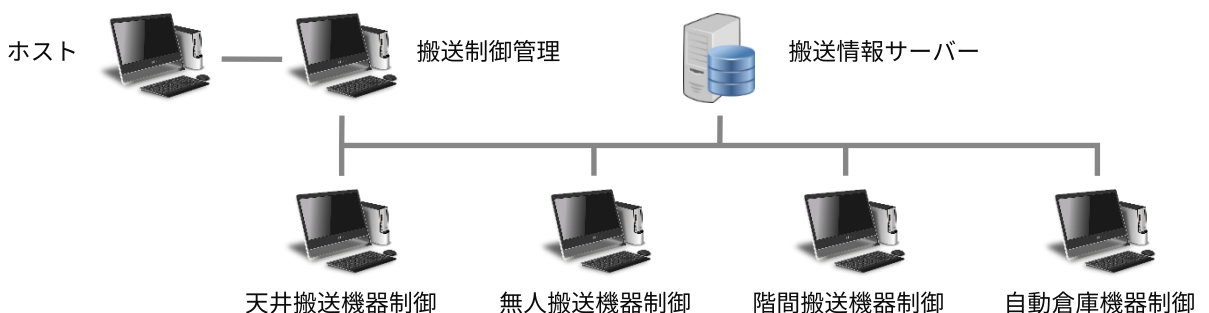 ホスト
搬送制御管理
搬送情報サーバー
天井搬送機器制御
無人搬送機器制御
階間搬送機器制御
自動倉庫機器制御